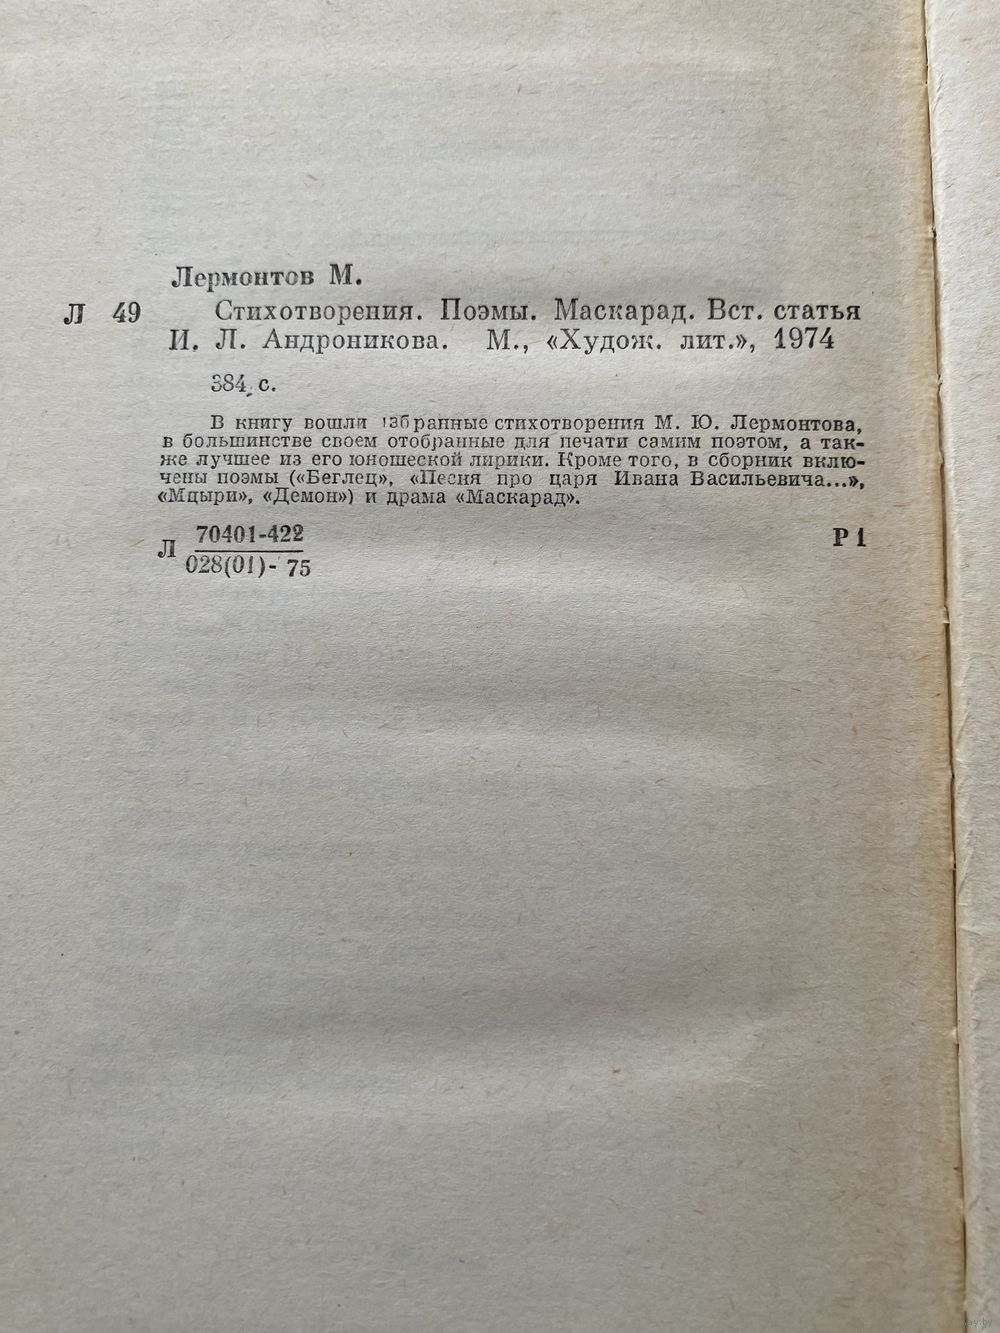 Лермонтов М.
Л 49 Стихотворения. Поэмы. Маскарад. Вст. статья
И. Л. Андроникова. М., «Худож. лит.», 1974
384 с.
В книгу вошли избранные стихотворения М. Ю. Лермонтова,
в большинстве своем отобранные для печати самим поэтом, а так-
же лучшее из его юношеской лирики. Кроме того, в сборник вклю-
чены поэмы («Беглец», «Песня про царя Ивана Васильевича...»,
«Мцыри», «Демон») и драма «Маскарад».
Л 70401-422 Р1
028(01)-75